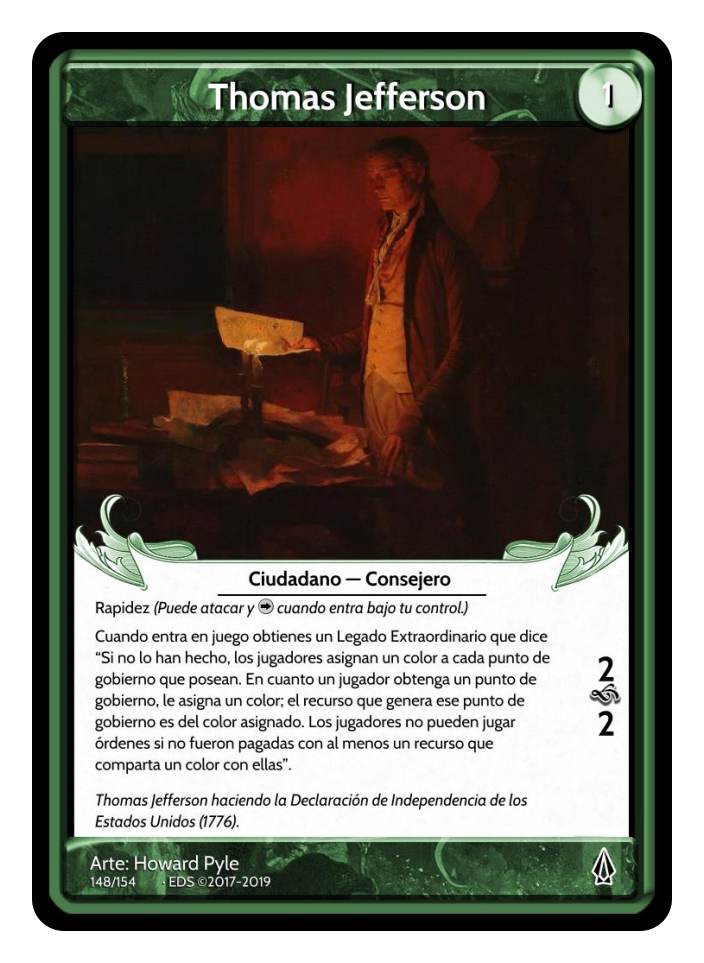 Thomas Jefferson
1
Ciudadano — Consejero
Rapidez (Puede atacar y cuando entra bajo tu control.)
Cuando entra en juego obtienes un Legado Extraordinario que dice
“Si no lo han hecho, los jugadores asignan un color a cada punto de
gobierno que posean. En cuanto un jugador obtenga un punto de
gobierno, le asigna un color; el recurso que genera ese punto de
gobierno es del color asignado. Los jugadores no pueden jugar
órdenes si no fueron pagadas con al menos un recurso que
comparta un color con ellas”.
2
2
Thomas Jefferson haciendo la Declaración de Independencia de los
Estados Unidos (1776).
Arte: Howard Pyle
148/154 · EDS ©2017-2019